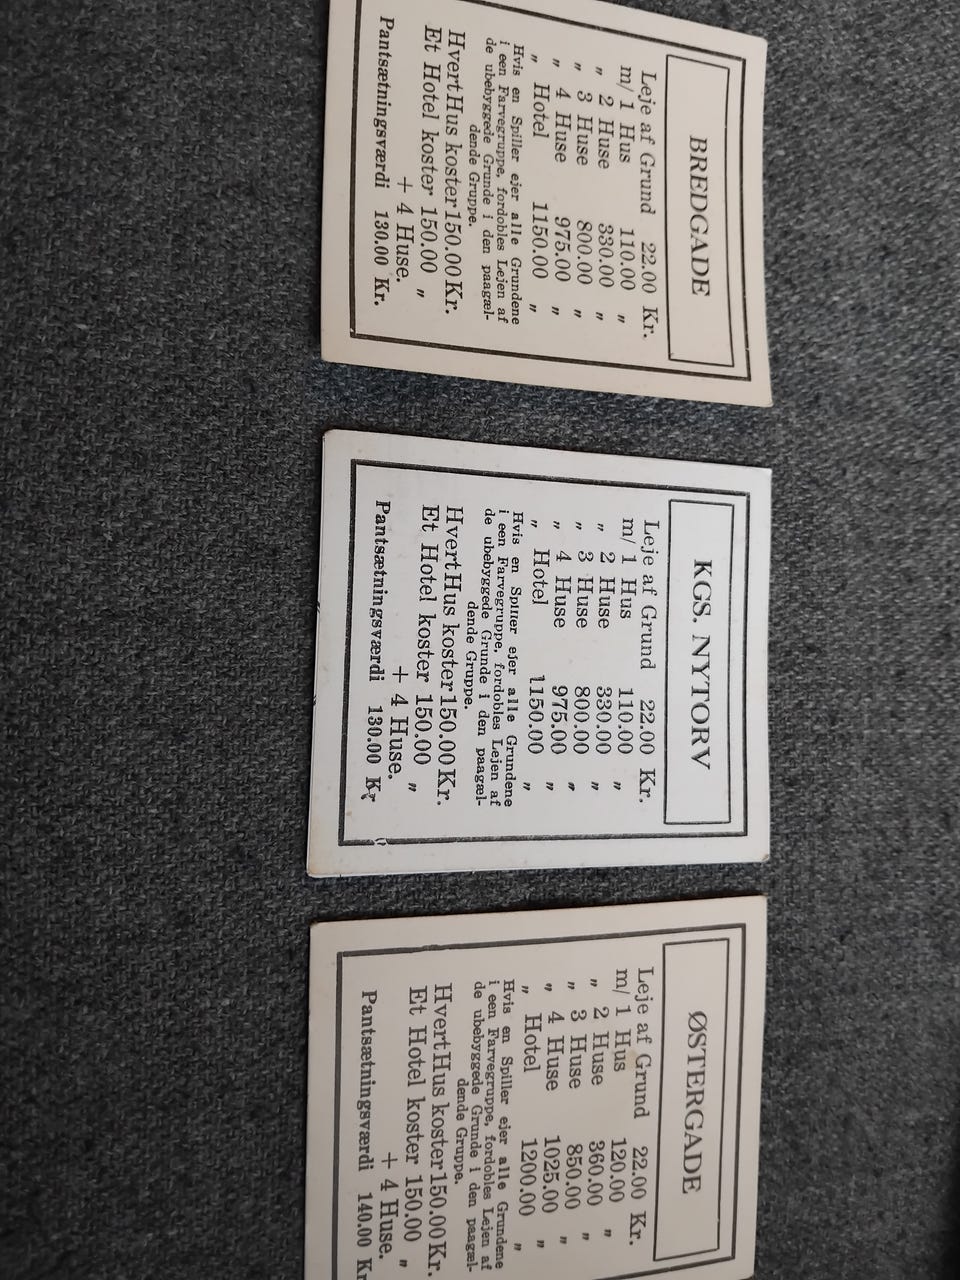 BREDGADE
Leje af Grund 22.00 Kr.
m/ 1 Hus 110.00 „
„ 2 Huse 330.00 „
„ 3 Huse 800.00 „
„ 4 Huse 975.00 „
„ Hotel 1150.00 „
Hvis en Spiller ejer alle Grundene
i een Farvegruppe, fordobles Lejen af
de ubebyggede Grunde i den paagæl-
dende Gruppe.
Hvert Hus koster 150.00 Kr.
Et Hotel koster 150.00 „
+ 4 Huse.
Pantsætningsværdi 130.00 Kr.
KGS. NYTORV
Leje af Grund 22.00 Kr.
m/ 1 Hus 110.00 „
„ 2 Huse 330.00 „
„ 3 Huse 800.00 „
„ 4 Huse 975.00 „
„ Hotel 1150.00 „
Hvis en Spiller ejer alle Grundene
i een Farvegruppe, fordobles Lejen af
de ubebyggede Grunde i den paagæl-
dende Gruppe.
Hvert Hus koster 150.00 Kr.
Et Hotel koster 150.00 „
+ 4 Huse.
Pantsætningsværdi 130.00 Kr
ØSTERGADE
Leje af Grund 22.00 Kr.
m/ 1 Hus 120.00 „
„ 2 Huse 360.00 „
„ 3 Huse 850.00 „
„ 4 Huse 1025.00 „
„ Hotel 1200.00 „
Hvis en Spiller ejer alle Grundene
i een Farvegruppe, fordobles Lejen af
de ubebyggede Grunde i den paagæl-
dende Gruppe.
Hvert Hus koster 150.00 Kr.
Et Hotel koster 150.00 „
+ 4 Huse.
Pantsætningsværdi 140.00 Kr